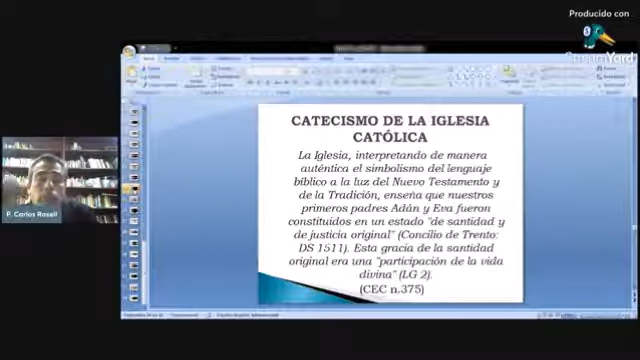 Producido con
StreamYard
CATECISMO DE LA IGLESIA
CATÓLICA
La Iglesia, interpretando de manera
auténtica el simbolismo del lenguaje
bíblico a la luz del Nuevo Testamento y
de la Tradición, enseña que nuestros
primeros padres Adán y Eva fueron
constituidos en un estado "de santidad y
de justicia original" (Concilio de Trento:
DS 1511). Esta gracia de la santidad
original era una "participación de la vida
divina" (LG 2).
(CEC n.375)
P. Carlos Rosell